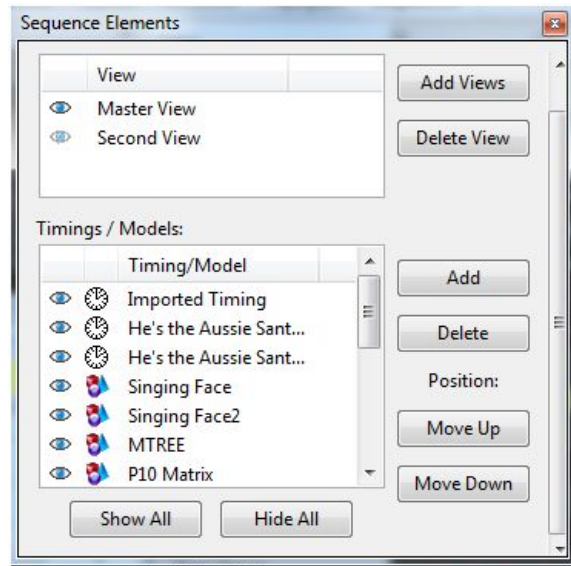 Sequence Elements
View
Add Views
Master View
Second View
Delete View
Timings / Models:
Timing/Model
Add
Imported Timing
He's the Aussie Sant...
Delete
He's the Aussie Sant...
Singing Face
Position:
Singing Face2
Move Up
MTREE
P10 Matrix
Move Down
Show All
Hide All